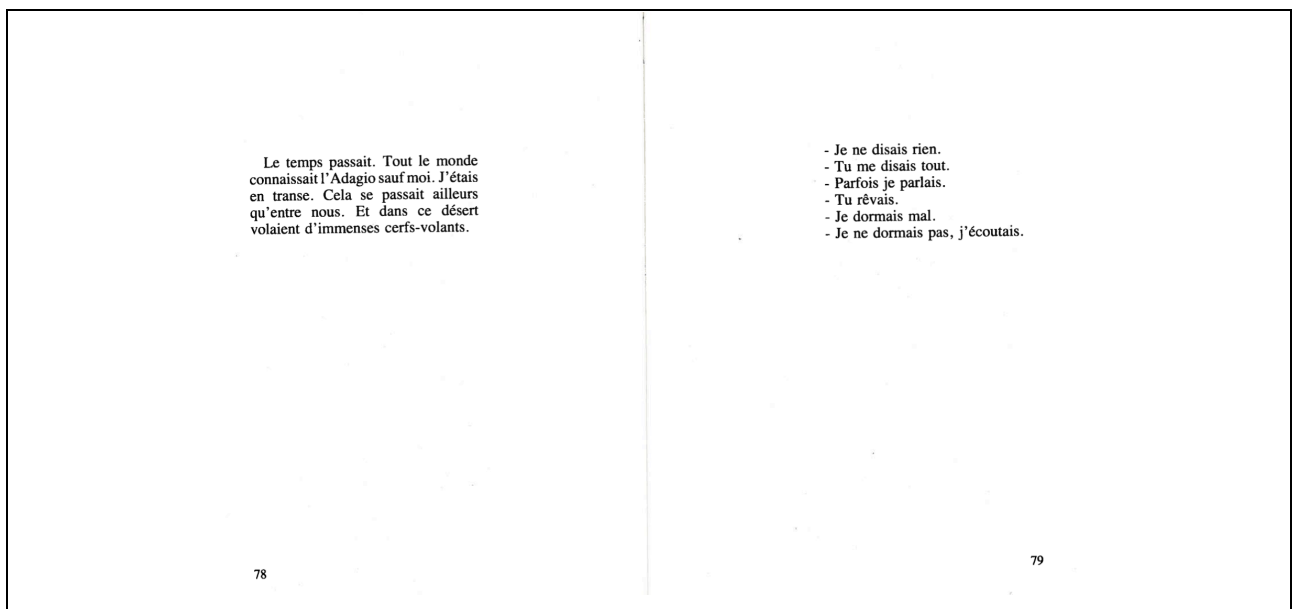 Le temps passait. Tout le monde
connaissait l'Adagio sauf moi. J'étais
en transe. Cela se passait ailleurs
qu'entre nous. Et dans ce désert
volaient d'immenses cerfs-volants.
78
- Je ne disais rien.
- Tu me disais tout.
- Parfois je parlais.
- Tu rêvais.
- Je dormais mal.
- Je ne dormais pas, j'écoutais.
79